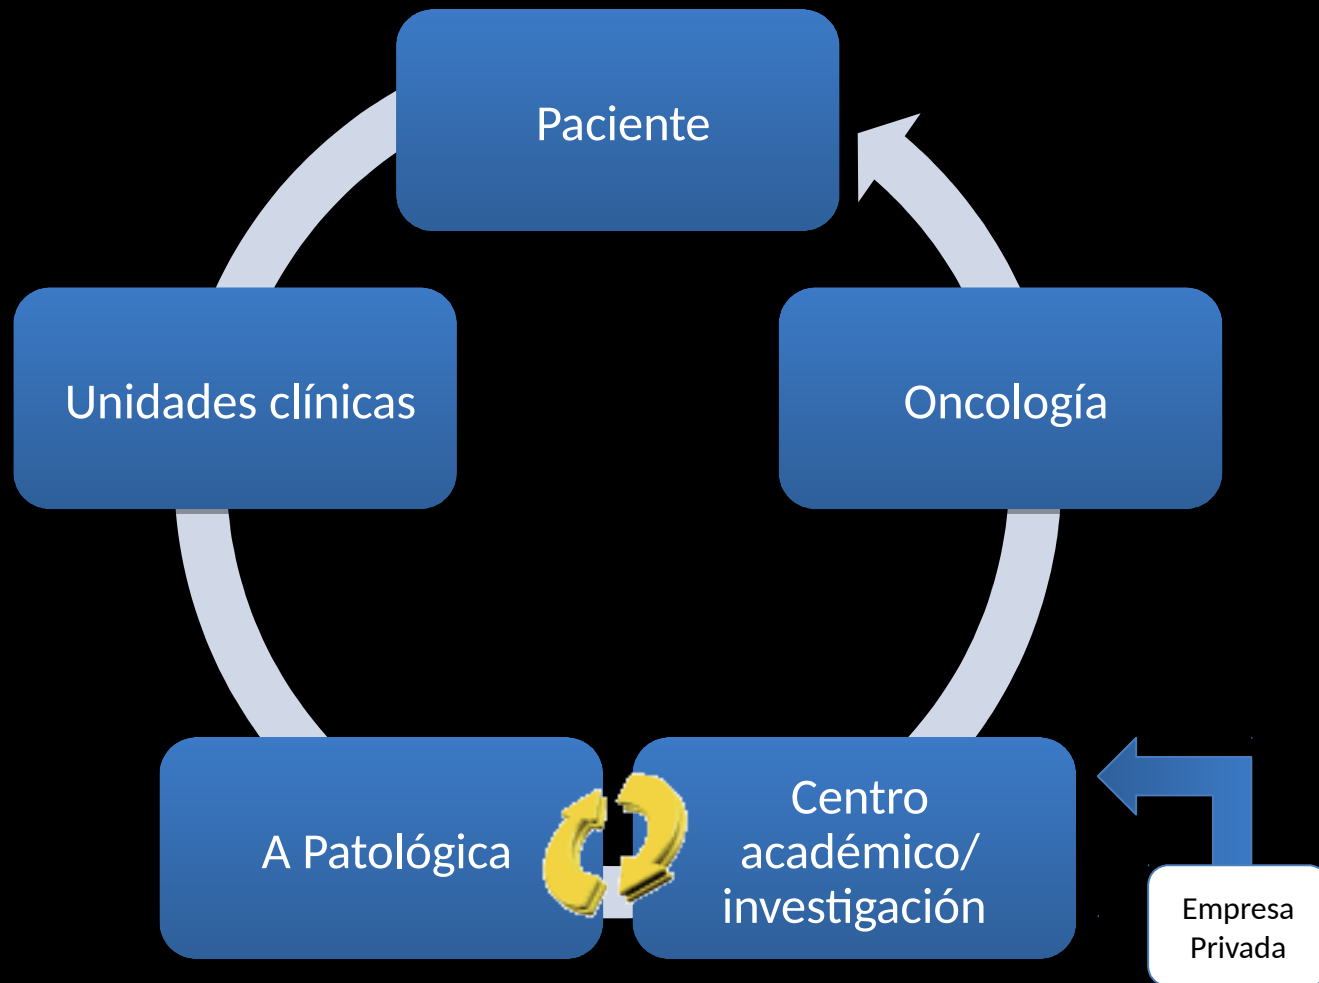 Paciente
Unidades clínicas
Oncología
A Patológica
Centro
académico/
investigación
Empresa
Privada